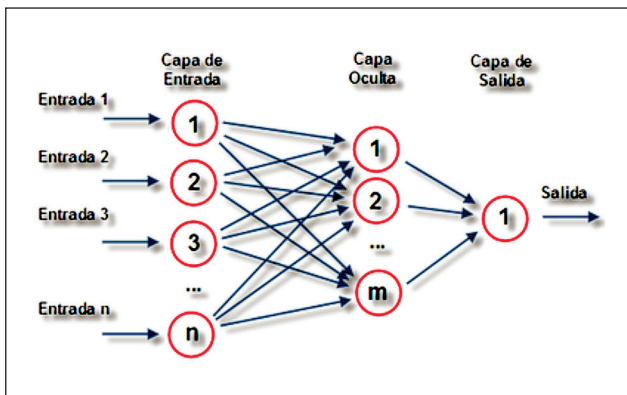 Capa de
Entrada
Capa
Oculta
Capa de
Salida
Entrada 1
1
Entrada 2
2
Entrada 3
3
...
Entrada n
n
1
2
...
m
1
Salida